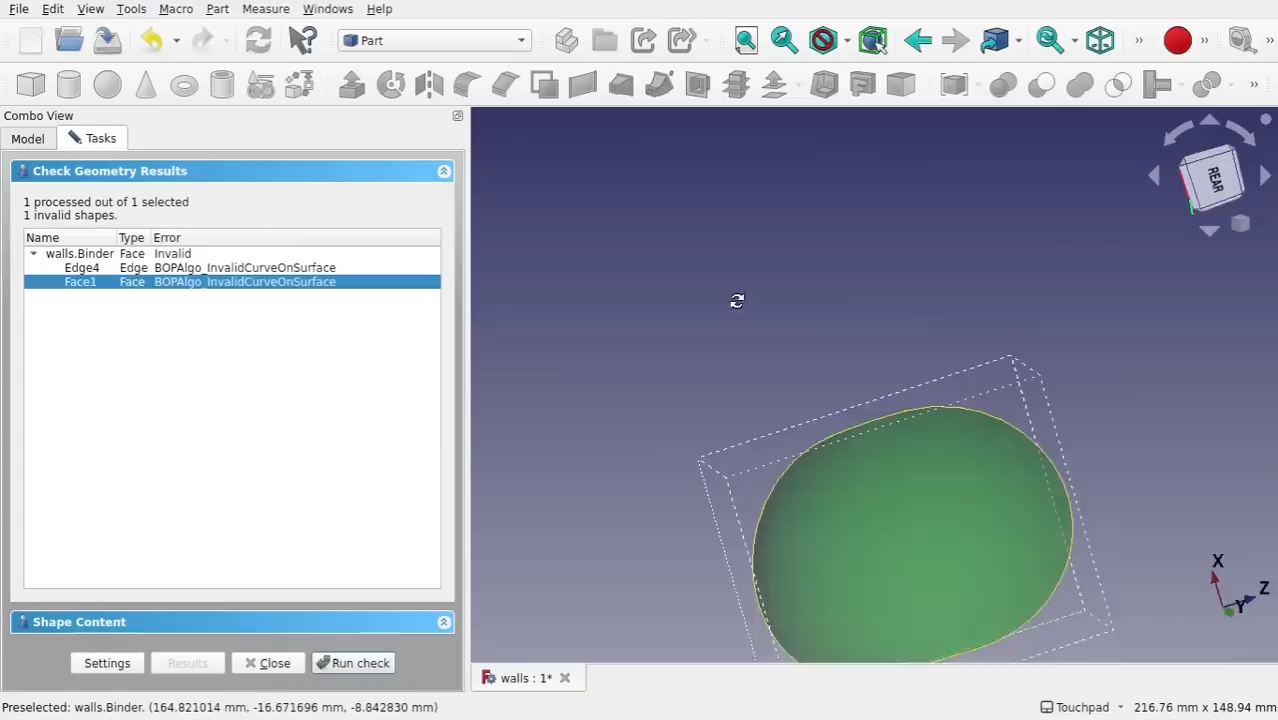 File Edit View Tools Macro Part Measure Windows Help
Part
Combo View
Model Tasks
Check Geometry Results
1 processed out of 1 selected
1 invalid shapes.
Name Type Error
walls.Binder Face Invalid
Edge4 Edge BOPAlgo_InvalidCurveOnSurface
Face1 Face BOPAlgo_InvalidCurveOnSurface
REAR
X
Z
Y
Shape Content
Settings Results Close Run check
walls : 1*
Preselected: walls.Binder. (164.821014 mm, -16.671696 mm, -8.842830 mm) Touchpad 216.76 mm x 148.94 mm